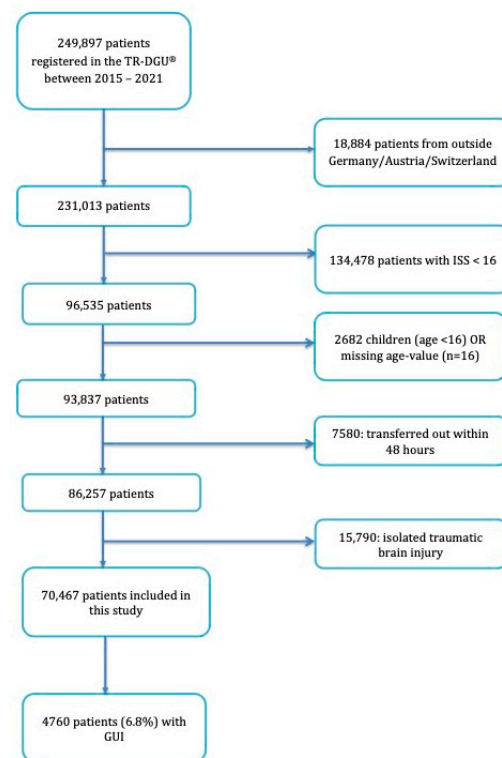 249,897 patients
registered in the TR-DGU®
between 2015 – 2021
18,884 patients from outside
Germany/Austria/Switzerland
231,013 patients
134,478 patients with ISS < 16
96,535 patients
2682 children (age <16) OR
missing age-value (n=16)
93,837 patients
7580: transferred out within
48 hours
86,257 patients
15,790: isolated traumatic
brain injury
70,467 patients included in
this study
4760 patients (6.8%) with
GUI